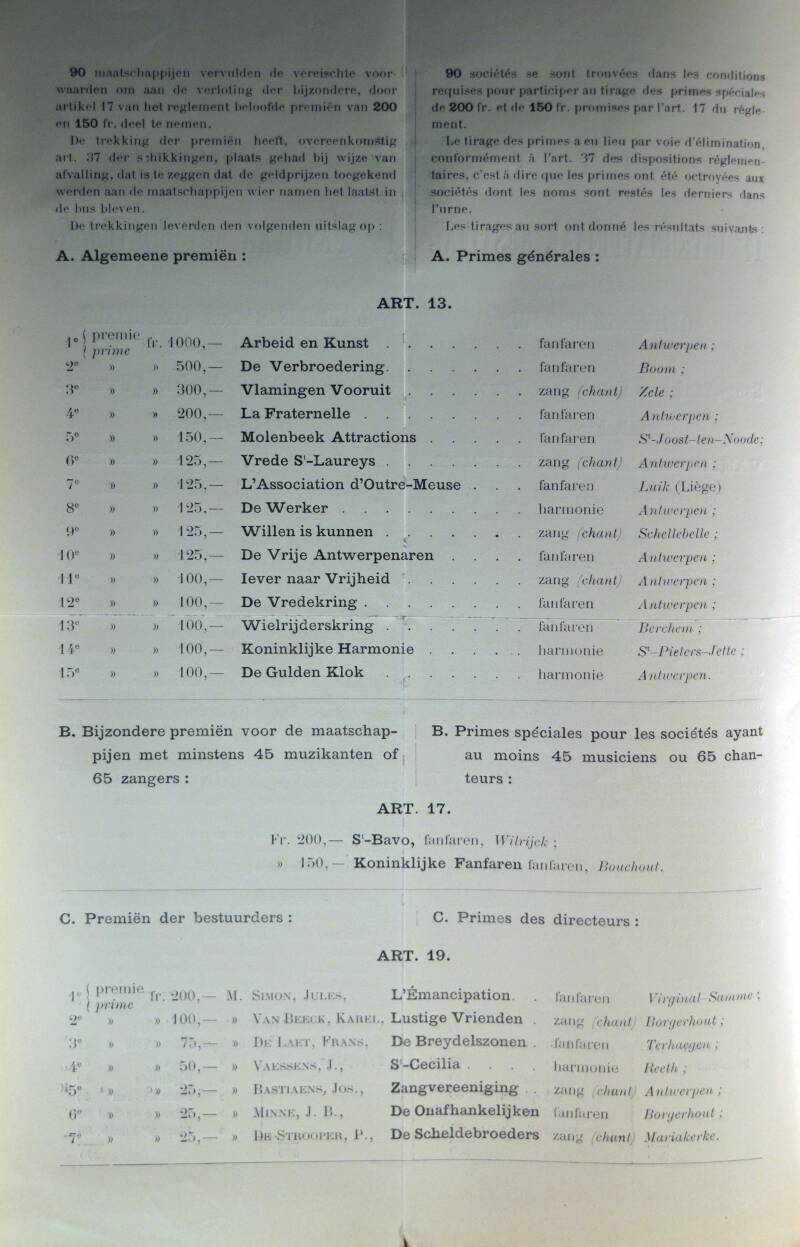 90 maatschappijen vervulden de vereischte voor-
waarden om aan de verloting der bijzondere, door
artikel 17 van het reglement beloofde premiën van 200
en 150 fr. deel te nemen.
De trekking der premiën heeft, overeenkomstig
art. 37 der schikkingen, plaats gehad bij wijze van
afvalling, dat is te zeggen dat de geldprijzen toegekend
werden aan de maatschappijen wier namen het laatst in
de bus bleven.
De trekkingen leverden den volgenden uitslag op :
A. Algemeene premiën :
90 sociétés se sont trouvées dans les conditions
requises pour participer au tirage des primes spéciales
de 200 fr. et de 150 fr. promises par l'art. 17 du règle-
ment.
Le tirage des primes a eu lieu par voie d'élimination,
conformément à l'art. 37 des dispositions réglemen-
taires, c'est à dire que les primes ont été octroyées aux
sociétés dont les noms sont restés les derniers dans
l'urne.
Les tirages au sort ont donné les résultats suivants :
A. Primes générales :
ART. 13.
1e { premie prime fr. 1000,— Arbeid en Kunst . . . . . . . fanfaren Antwerpen ;
2e » » 500,— De Verbroedering. . . . . . . fanfaren Boom ;
3e » » 300,— Vlamingen Vooruit . . . . . . zang (chant) Zele ;
4e » » 200,— La Fraternelle . . . . . . . . fanfaren Antwerpen ;
5e » » 150,— Molenbeek Attractions . . . . . fanfaren St-Joost-ten-Noode;
6e » » 125,— Vrede St-Laureys . . . . . . . zang (chant) Antwerpen ;
7e » » 125,— L'Association d'Outre-Meuse . . . fanfaren Luik (Liège)
8e » » 125,— De Werker . . . . . . . . . harmonie Antwerpen ;
9e » » 125,— Willen is kunnen . . . . . . . zang (chant) Schellebelle ;
10e » » 125,— De Vrije Antwerpenaren . . . . fanfaren Antwerpen ;
11e » » 100,— Iever naar Vrijheid . . . . . . zang (chant) Antwerpen ;
12e » » 100,— De Vredekring . . . . . . . . fanfaren Antwerpen ;
13e » » 100,— Wielrijderskring . . . . . . . fanfaren Berchem ;
14e » » 100,— Koninklijke Harmonie . . . . . harmonie St-Pieters-Jette ;
15e » » 100,— De Gulden Klok . . . . . . . harmonie Antwerpen.
B. Bijzondere premiën voor de maatschap-
pijen met minstens 45 muzikanten of
65 zangers :
B. Primes spéciales pour les sociétés ayant
au moins 45 musiciens ou 65 chan-
teurs :
ART. 17.
Fr. 200,— St-Bavo, fanfaren, Wilrijck ;
» 150,— Koninklijke Fanfaren fanfaren, Bouchout.
C. Premiën der bestuurders :
C. Primes des directeurs :
ART. 19.
1e { premie prime fr. 200,— M. Simon, Jules, L'Émancipation. . fanfaren Virginal-Samme ;
2e » » 100,— » Van Beeck, Karel, Lustige Vrienden . zang (chant) Borgerhout ;
3e » » 75,— » De Laet, Frans, De Breydelszonen . fanfaren Terhaegen ;
4e » » 50,— » Vaessens, J., St-Cecilia . . . . harmonie Reeth ;
5e » » 25,— » Bastiaens, Jos., Zangvereeniging . . zang (chant) Antwerpen ;
6e » » 25,— » Minne, J. B., De Onafhankelijken fanfaren Borgerhout ;
7e » » 25,— » De Strooper, P., De Scheldebroeders zang (chant) Mariakerke.